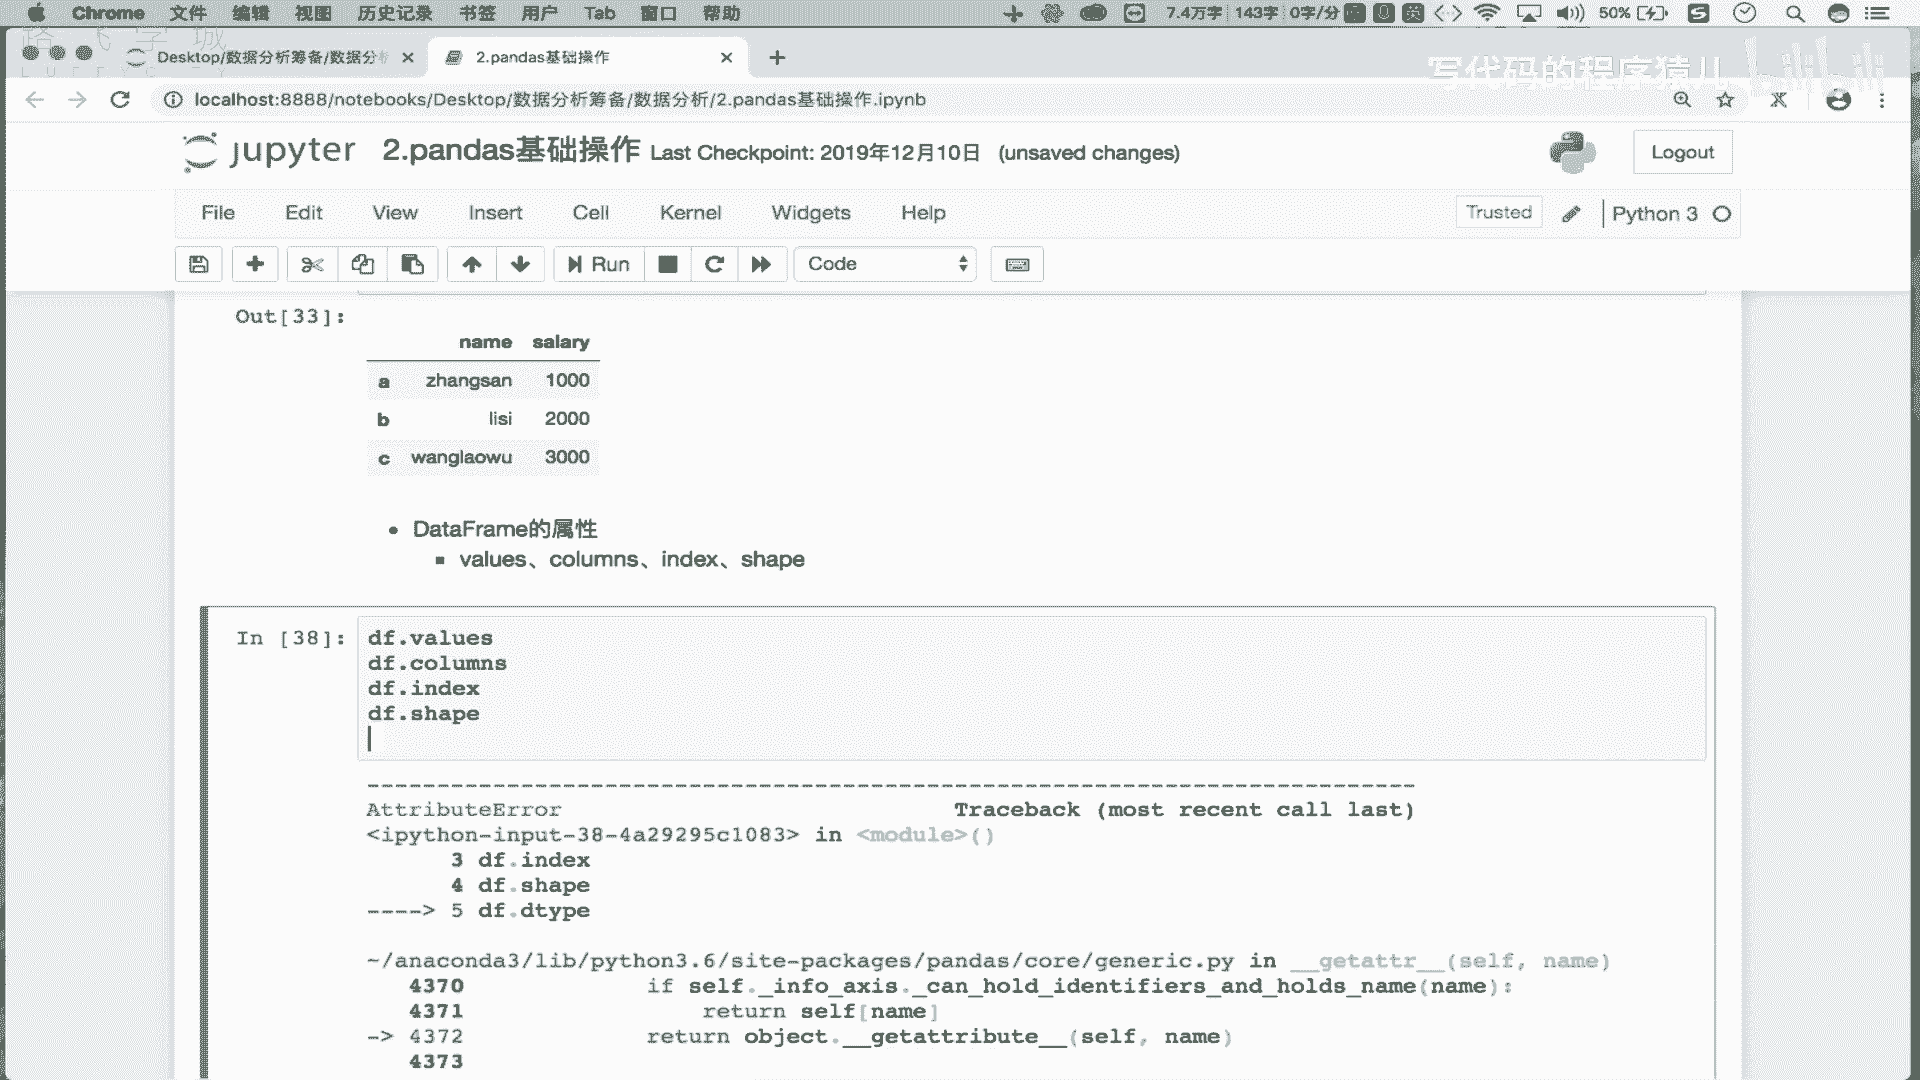 Chrome 文件 编辑 视图 历史记录 书签 用户 Tab 窗口 帮助 7.4万字 143字 0字/分 英 50%
Desktop/数据分析筹备/数据分析
2.pandas基础操作
写代码的程序猿儿 bilibili
localhost:8888/notebooks/Desktop/数据分析筹备/数据分析/2.pandas基础操作.ipynb
jupyter 2.pandas基础操作 Last Checkpoint: 2019年12月10日 (unsaved changes)
Logout
File Edit View Insert Cell Kernel Widgets Help
Trusted Python 3
Run Code
Out[33]:
name salary
a zhangsan 1000
b lisi 2000
c wanglaowu 3000
DataFrame的属性
values、columns、index、shape
In [38]: df.values
df.columns
df.index
df.shape
---------------------------------------------------------------------------
AttributeError Traceback (most recent call last)
<ipython-input-38-4a29295c1083> in <module>()
3 df.index
4 df.shape
----> 5 df.dtype
~/anaconda3/lib/python3.6/site-packages/pandas/core/generic.py in __getattr__(self, name)
4370 if self._info_axis._can_hold_identifiers_and_holds_name(name):
4371 return self[name]
-> 4372 return object.__getattribute__(self, name)
4373